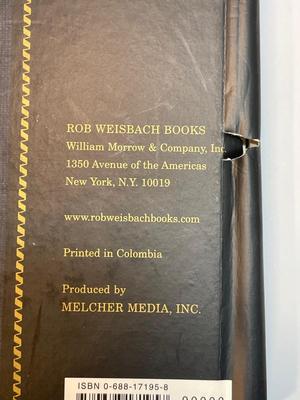 ROB WEISBACH BOOKS
William Morrow & Company, Inc.
1350 Avenue of the Americas
New York, N.Y. 10019
www.robweisbachbooks.com
Printed in Colombia
Produced by
MELCHER MEDIA, INC.
ISBN 0-688-17195-8